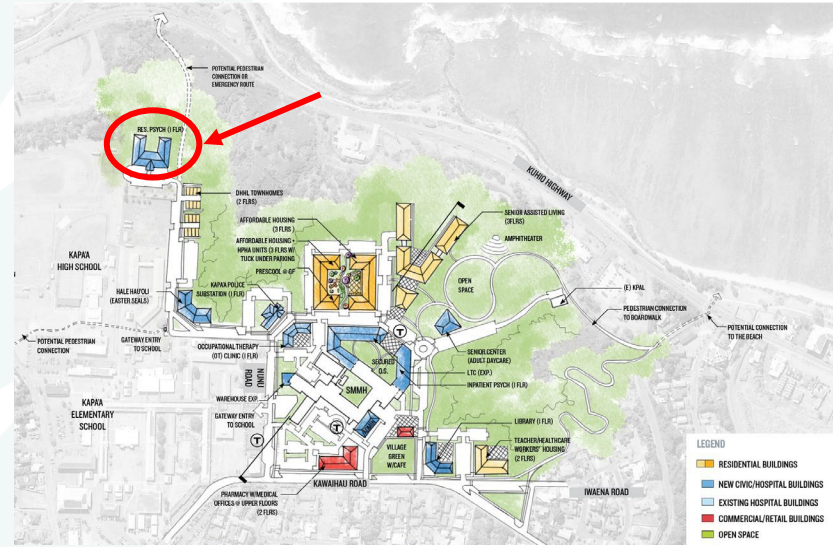 POTENTIAL PEDESTRIAN
CONNECTION OR
EMERGENCY ROUTE
RES. PSYCH (1 FLR)
KUHIO HIGHWAY
DHHL TOWNHOMES
(2 FLRS)
SENIOR ASSISTED LIVING
(3FLRS)
AFFORDABLE HOUSING
(3 FLRS)
AMPHITHEATER
AFFORDABLE HOUSING +
HPNA UNITS (3 FLRS W/
TUCK UNDER PARKING
KAPA'A
HIGH SCHOOL
PRESCOOL @ GF
OPEN
SPACE
(E) KPAL
HALE HAU'OLI
(EASTER SEALS)
KAPA'A POLICE
SUBSTATION (1 FLR)
PEDESTRIAN CONNECTION
TO BOARDWALK
POTENTIAL CONNECTION
TO THE BEACH
POTENTIAL PEDESTRIAN
CONNECTION
GATEWAY ENTRY
TO SCHOOL
OCCUPATIONAL THERAPY
(OT) CLINIC (1 FLR)
T
SENIOR CENTER
(ADULT DAYCARE)
SECURED
O.S.
LTC (EXP.)
INPATIENT PSYCH (1 FLR)
NUNU
ROAD
SMMH
WAREHOUSE EXP.
KAPA'A
ELEMENTARY
SCHOOL
GATEWAY ENTRY
TO SCHOOL
LIBRARY (1 FLR)
T
T
TEACHER/HEALTHCARE
WORKERS' HOUSING
(2 FLRS)
VILLAGE
GREEN
W/CAFE
KAWAIHAU ROAD
IWAENA ROAD
PHARMACY W/MEDICAL
OFFICES @ UPPER FLOORS
(2 FLRS)
LEGEND
RESIDENTIAL BUILDINGS
NEW CIVIC/HOSPITAL BUILDINGS
EXISTING HOSPITAL BUILDINGS
COMMERCIAL/RETAIL BUILDINGS
OPEN SPACE